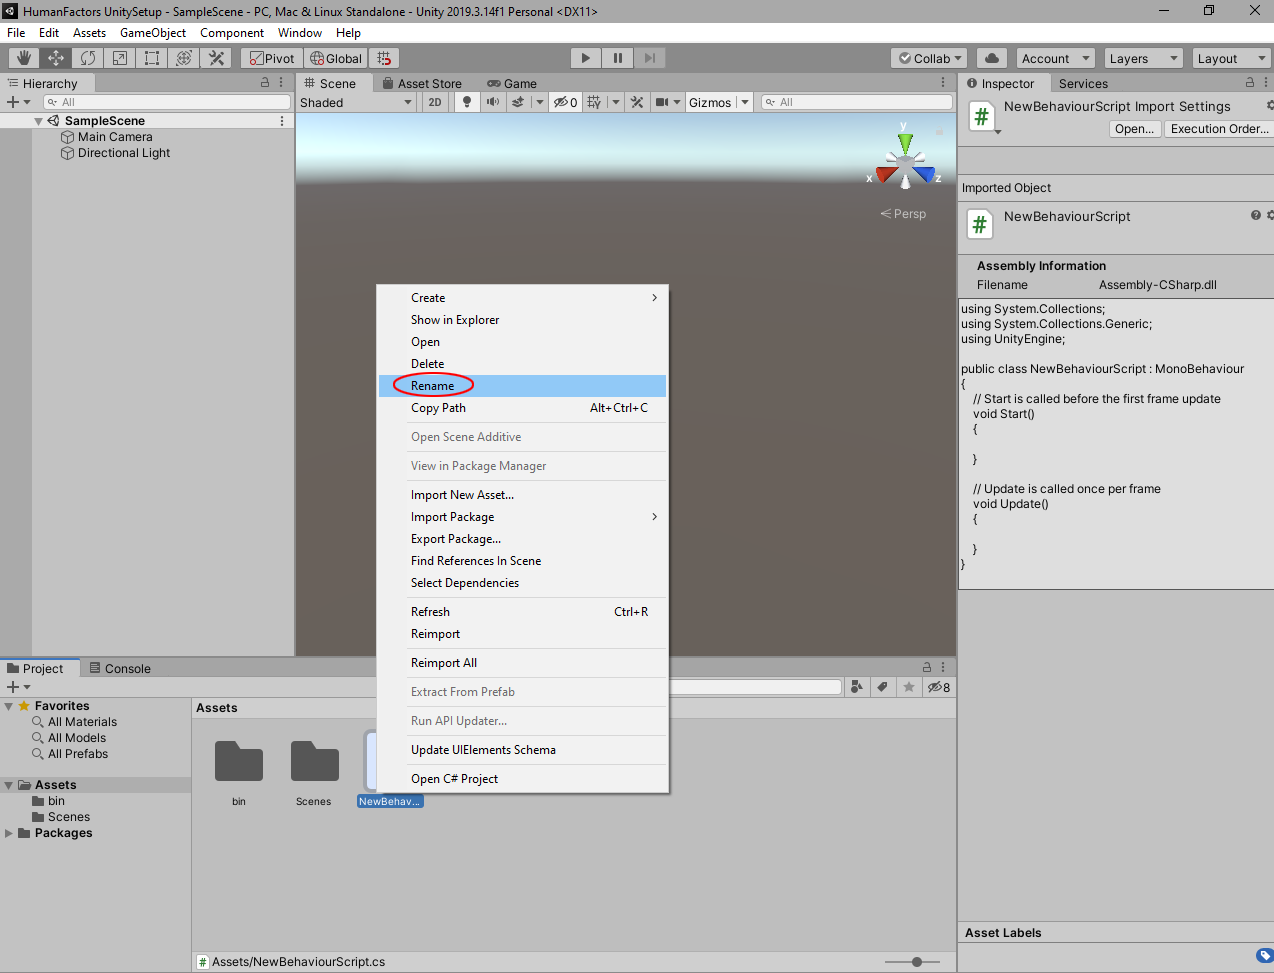 HumanFactors UnitySetup - SampleScene - PC, Mac & Linux Standalone - Unity 2019.3.14f1 Personal <DX11>
File Edit Assets GameObject Component Window Help
Pivot Global Collab Account Layers Layout
Hierarchy
All
SampleScene
Main Camera
Directional Light
Scene Asset Store Game
Shaded 2D 0 Gizmos All
y
x z
Persp
Inspector Services
NewBehaviourScript Import Settings
Open... Execution Order...
Imported Object
NewBehaviourScript
Assembly Information
Filename Assembly-CSharp.dll
using System.Collections;
using System.Collections.Generic;
using UnityEngine;
public class NewBehaviourScript : MonoBehaviour
{
// Start is called before the first frame update
void Start()
{
}
// Update is called once per frame
void Update()
{
}
}
Asset Labels
Create
Show in Explorer
Open
Delete
Rename
Copy Path Alt+Ctrl+C
Open Scene Additive
View in Package Manager
Import New Asset...
Import Package
Export Package...
Find References In Scene
Select Dependencies
Refresh Ctrl+R
Reimport
Reimport All
Extract From Prefab
Run API Updater...
Update UIElements Schema
Open C# Project
Project Console
8
Favorites
All Materials
All Models
All Prefabs
Assets
bin
Scenes
Packages
Assets
bin Scenes NewBehav...
Assets/NewBehaviourScript.cs